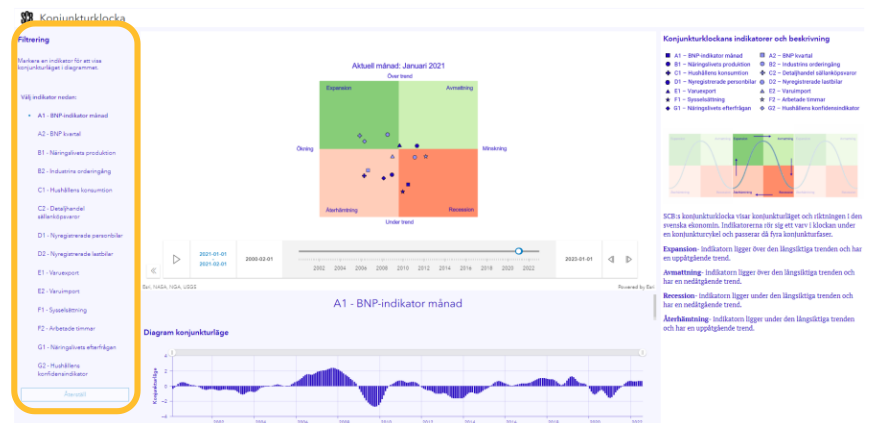 Konjunkturklocka
Filtrering
Markera en indikator för att visa
konjunkturläget i diagrammet.
Välj indikator nedan:
A1 - BNP-indikator månad
A2 - BNP kvartal
B1 - Näringslivets produktion
B2 - Industrins orderingång
C1 - Hushållens konsumtion
C2 - Detaljhandel
sällanköpsvaror
D1 - Nyregistrerade personbilar
D2 - Nyregistrerade lastbilar
E1 - Varuexport
E2 - Varuimport
F1 - Sysselsättning
F2 - Arbetade timmar
G1 - Näringslivets efterfrågan
G2 - Hushållens
konfidensindikator
Återställ
Aktuell månad: Januari 2021
Över trend
Expansion
Avmattning
Ökning
Minskning
Återhämtning
Recession
Under trend
2021-01-01
2021-02-01
2000-02-01
2002 2004 2006 2008 2010 2012 2014 2016 2018 2020 2022
2023-01-01
Esri, NASA, NGA, USGS
Powered by Esri
A1 - BNP-indikator månad
Diagram konjunkturläge
Konjunkturläge
4
2
0
-2
-4
2002 2004 2006 2008 2010 2012 2014 2016 2018 2020 2022
Konjunkturklockans indikatorer och beskrivning
A1 – BNP-indikator månad
A2 – BNP kvartal
B1 – Näringslivets produktion
B2 – Industrins orderingång
C1 – Hushållens konsumtion
C2 – Detaljhandel sällanköpsvaror
D1 – Nyregistrerade personbilar
D2 – Nyregistrerade lastbilar
E1 – Varuexport
E2 – Varuimport
F1 – Sysselsättning
F2 – Arbetade timmar
G1 – Näringslivets efterfrågan
G2 – Hushållens konfidensindikator
Expansion
Avmattning
Återhämtning
Recession
SCB:s konjunkturklocka visar konjunkturläget och riktningen i den
svenska ekonomin. Indikatorerna rör sig ett varv i klockan under
en konjunkturcykel och passerar då fyra konjunkturfaser.
Expansion- indikatorn ligger över den långsiktiga trenden och har
en uppåtgående trend.
Avmattning- indikatorn ligger över den långsiktiga trenden och
har en nedåtgående trend.
Recession- indikatorn ligger under den långsiktiga trenden och
har en nedåtgående trend.
Återhämtning- indikatorn ligger under den långsiktiga trenden
och har en uppåtgående trend.